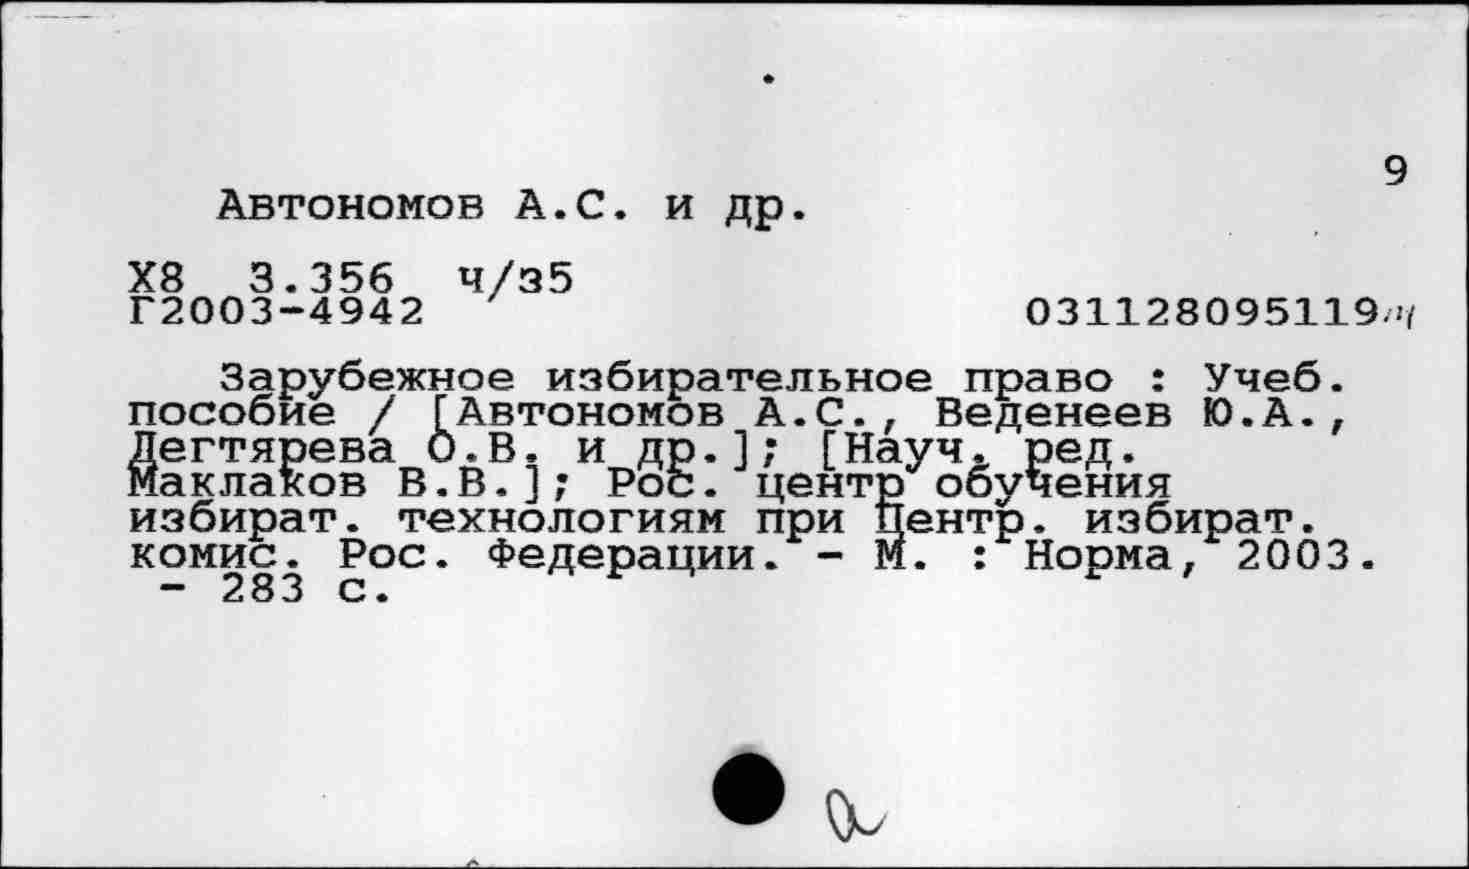 9
Автономов А.С. и др.
Х8 3.356 ч/з5
Г2003-4942 031128095119
Зарубежное избирательное право : Учеб.
пособие / [Автономов А.С., Веденеев Ю.А.,
Дегтярева О.В. и др.]; [Науч. ред.
Маклаков В.В.]; Рос. центр обучения
избират. технологиям при Центр. избират.
комис. Рос. Федерации. - М. : Норма, 2003.
- 283 с.